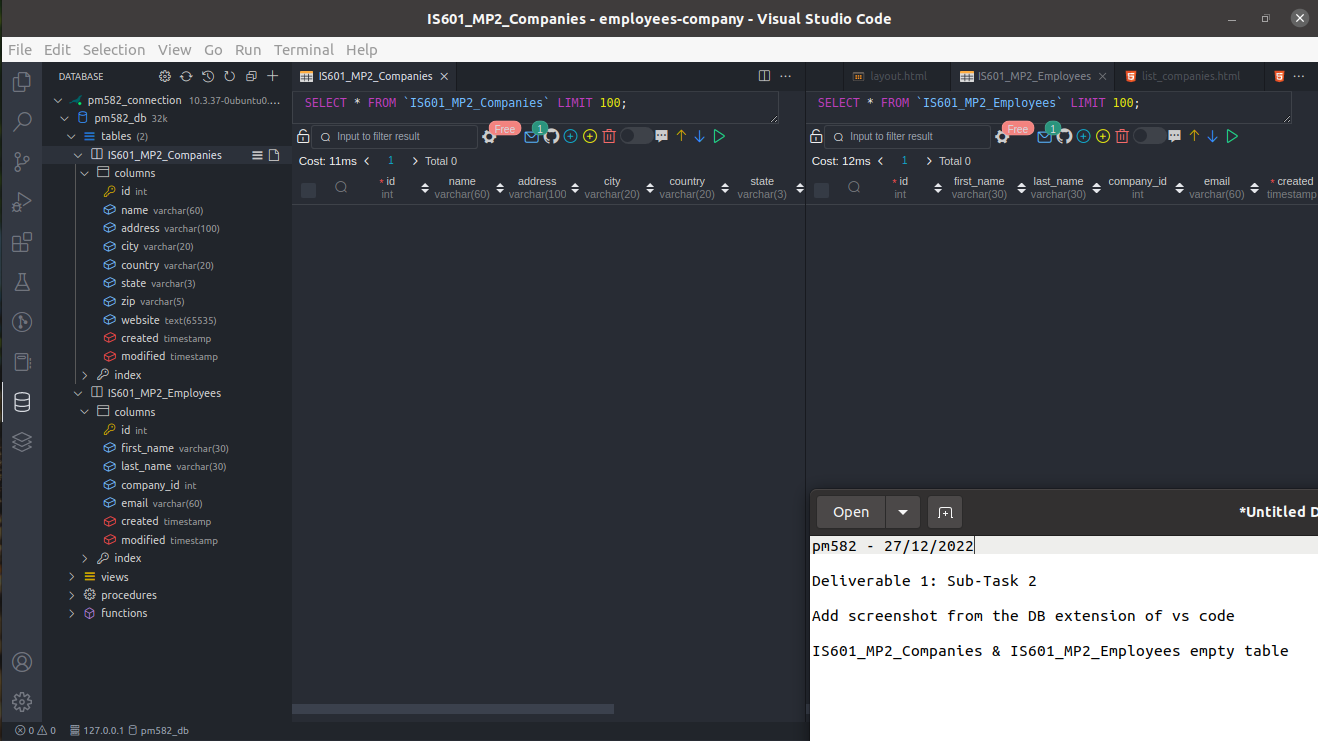 IS601_MP2_Companies - employees-company - Visual Studio Code
File Edit Selection View Go Run Terminal Help
DATABASE
pm582_connection 10.3.37-0ubuntu0....
pm582_db 32k
tables (2)
IS601_MP2_Companies
columns
id int
name varchar(60)
address varchar(100)
city varchar(20)
country varchar(20)
state varchar(3)
zip varchar(5)
website text(65535)
created timestamp
modified timestamp
index
IS601_MP2_Employees
columns
id int
first_name varchar(30)
last_name varchar(30)
company_id int
email varchar(60)
created timestamp
modified timestamp
index
views
procedures
functions
0 0 127.0.0.1 pm582_db
IS601_MP2_Companies
SELECT * FROM `IS601_MP2_Companies` LIMIT 100;
Input to filter result Free 1
Cost: 11ms 1 Total 0
* id name address city country state
int varchar(60) varchar(100 varchar(20) varchar(20) varchar(3)
layout.html IS601_MP2_Employees list_companies.html
SELECT * FROM `IS601_MP2_Employees` LIMIT 100;
Input to filter result Free 1
Cost: 12ms 1 Total 0
* id first_name last_name company_id email * created
int varchar(30) varchar(30) int varchar(60) timestamp
Open *Untitled D
pm582 - 27/12/2022
Deliverable 1: Sub-Task 2
Add screenshot from the DB extension of vs code
IS601_MP2_Companies & IS601_MP2_Employees empty table